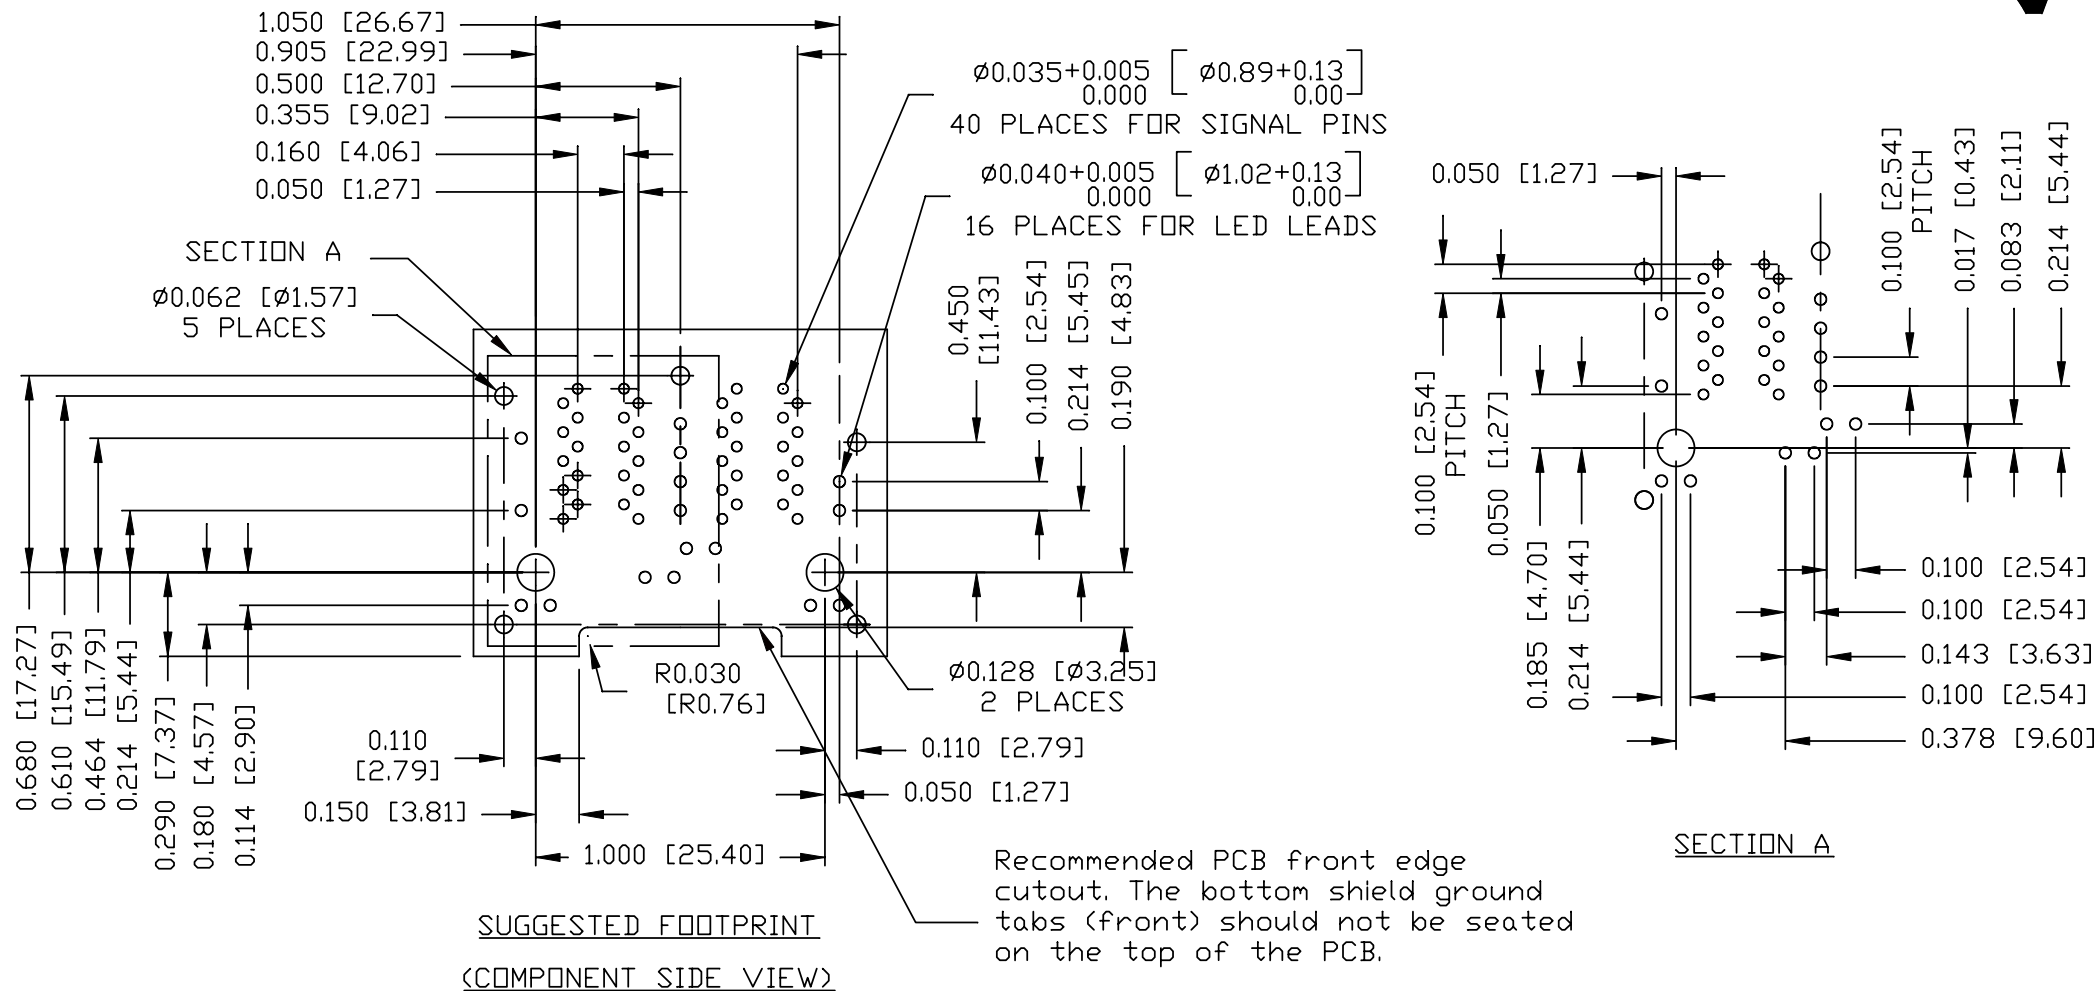 1.050 [26.67]
0.905 [22.99]
0.500 [12.70]
0.355 [9.02]
0.160 [4.06]
0.050 [1.27]
SECTION A
Ø0.062 [Ø1.57]
5 PLACES
Ø0.035+0.005 [Ø0.89+0.13]
0.000 0.00
40 PLACES FOR SIGNAL PINS
Ø0.040+0.005 [Ø1.02+0.13]
0.000 0.00
16 PLACES FOR LED LEADS
0.450
[11.43]
0.100 [2.54]
0.214 [5.45]
0.190 [4.83]
0.680 [17.27]
0.610 [15.49]
0.464 [11.79]
0.214 [5.44]
0.290 [7.37]
0.180 [4.57]
0.114 [2.90]
R0.030
[R0.76]
Ø0.128 [Ø3.25]
2 PLACES
0.110
[2.79]
0.110 [2.79]
0.150 [3.81]
0.050 [1.27]
1.000 [25.40]
Recommended PCB front edge
cutout. The bottom shield ground
tabs (front) should not be seated
on the top of the PCB.
SUGGESTED FOOTPRINT
(COMPONENT SIDE VIEW)
0.050 [1.27]
0.100 [2.54]
PITCH
0.017 [0.43]
0.083 [2.11]
0.214 [5.44]
0.100 [2.54]
PITCH
0.050 [1.27]
0.185 [4.70]
0.214 [5.44]
0.100 [2.54]
0.100 [2.54]
0.143 [3.63]
0.100 [2.54]
0.378 [9.60]
SECTION A